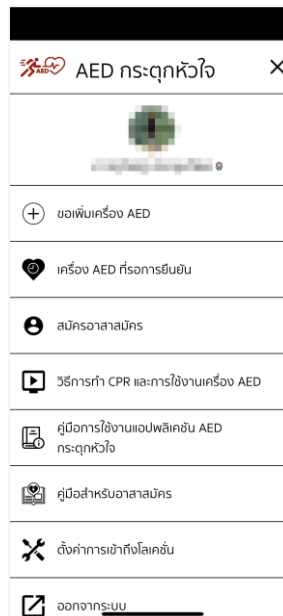 AED
AED กระตุกหัวใจ
ขอเพิ่มเครื่อง AED
เครื่อง AED ที่รอการยืนยัน
สมัครอาสาสมัคร
วิธีการทำ CPR และการใช้งานเครื่อง AED
คู่มือการใช้งานแอปพลิเคชัน AED
กระตุกหัวใจ
คู่มือสำหรับอาสาสมัคร
ตั้งค่าการเข้าถึงโลเคชั่น
ออกจากระบบ